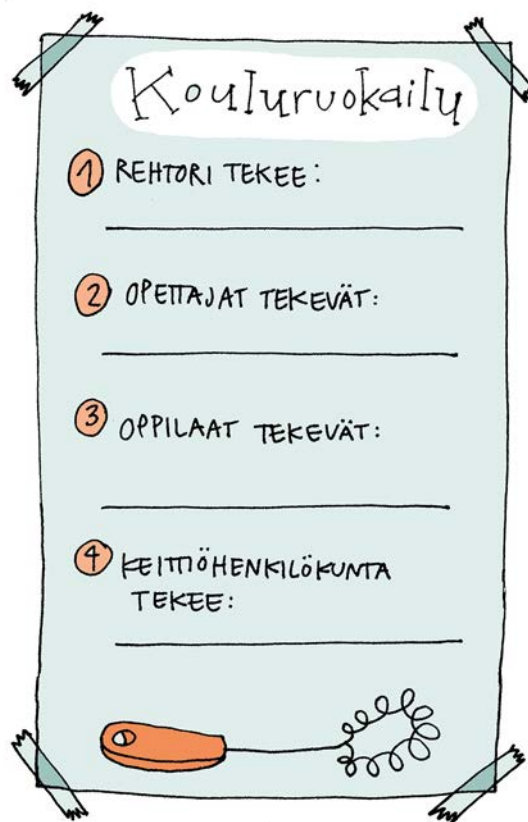 Kouluruokailu
1 REHTORI TEKEE:
2 OPETTAJAT TEKEVÄT:
3 OPPILAAT TEKEVÄT:
4 KEITTIÖHENKILÖKUNTA
TEKEE: